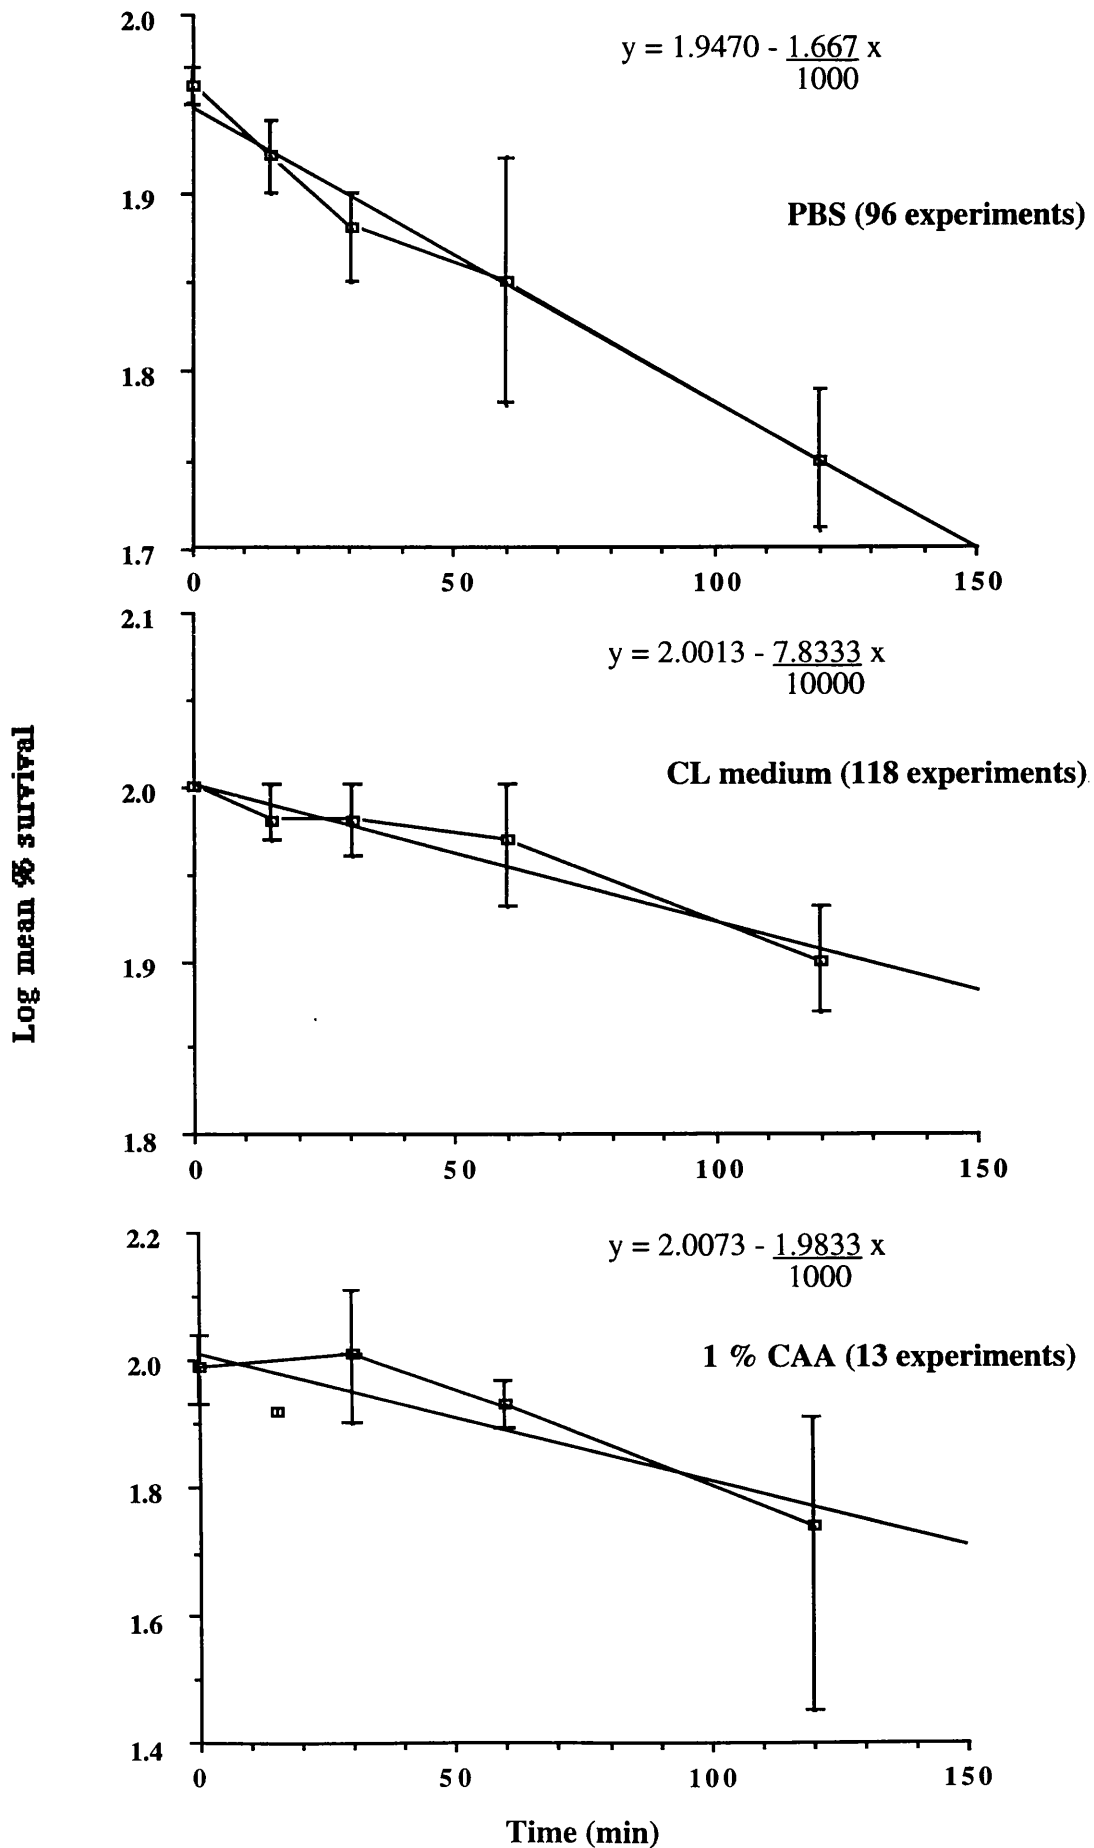 2.0
y = 1.9470 - 1.667 x
1000
1.9
PBS (96 experiments)
1.8
1.7
0 50 100 150
2.1
y = 2.0013 - 7.8333 x
10000
CL medium (118 experiments)
2.0
Log mean % survival
1.9
1.8
0 50 100 150
2.2
y = 2.0073 - 1.9833 x
1000
2.0
1 % CAA (13 experiments)
1.8
1.6
1.4
0 50 100 150
Time (min)